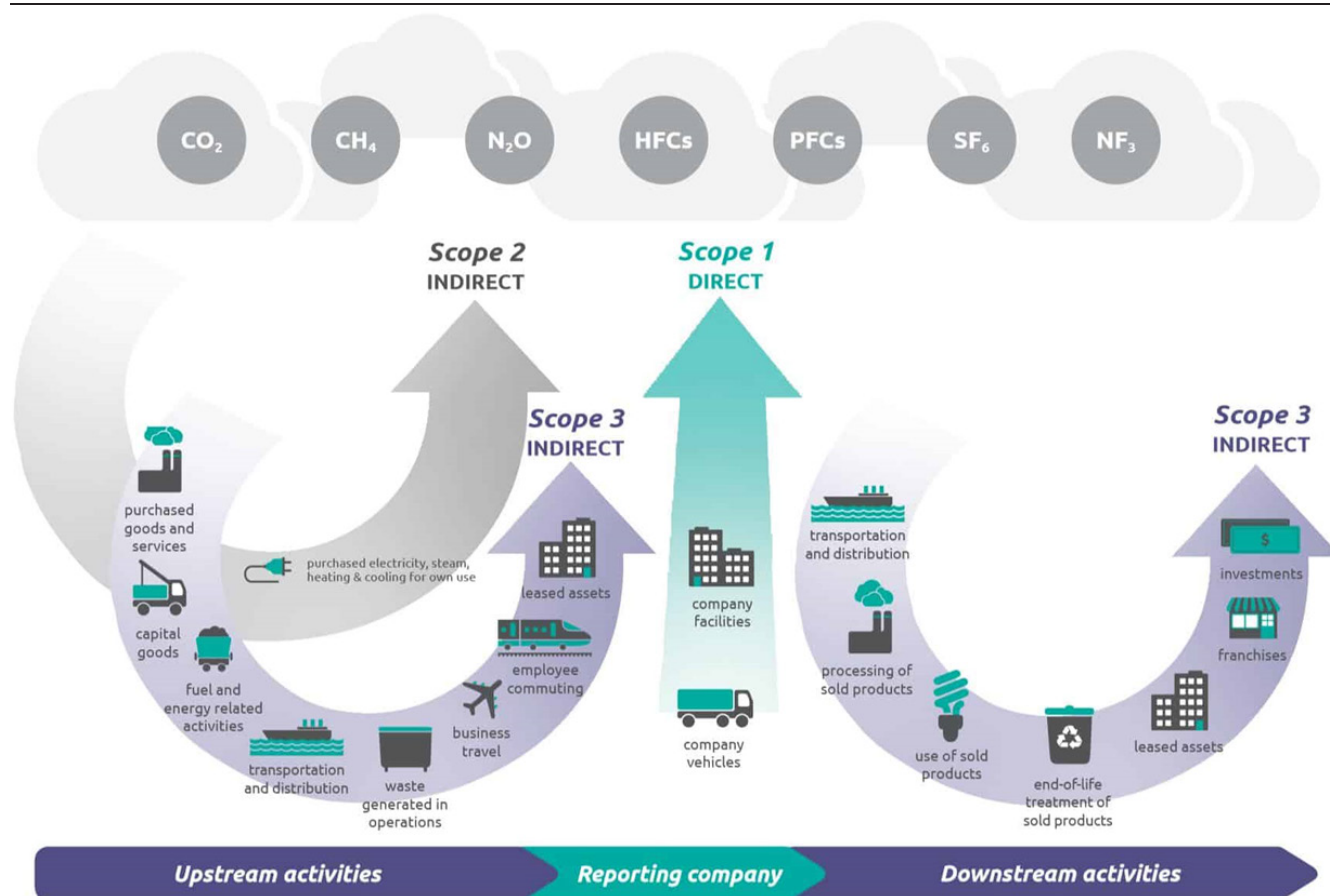 CO₂
CH₄
N₂O
HFCs
PFCs
SF₆
NF₃
Scope 2
INDIRECT
Scope 1
DIRECT
Scope 3
INDIRECT
Scope 3
INDIRECT
purchased
goods and
services
capital
goods
fuel and
energy related
activities
transportation
and distribution
waste
generated in
operations
business
travel
employee
commuting
leased assets
purchased electricity, steam,
heating & cooling for own use
company
facilities
company
vehicles
transportation
and distribution
processing of
sold products
use of sold
products
end-of-life
treatment of
sold products
leased assets
franchises
investments
$
Upstream activities
Reporting company
Downstream activities